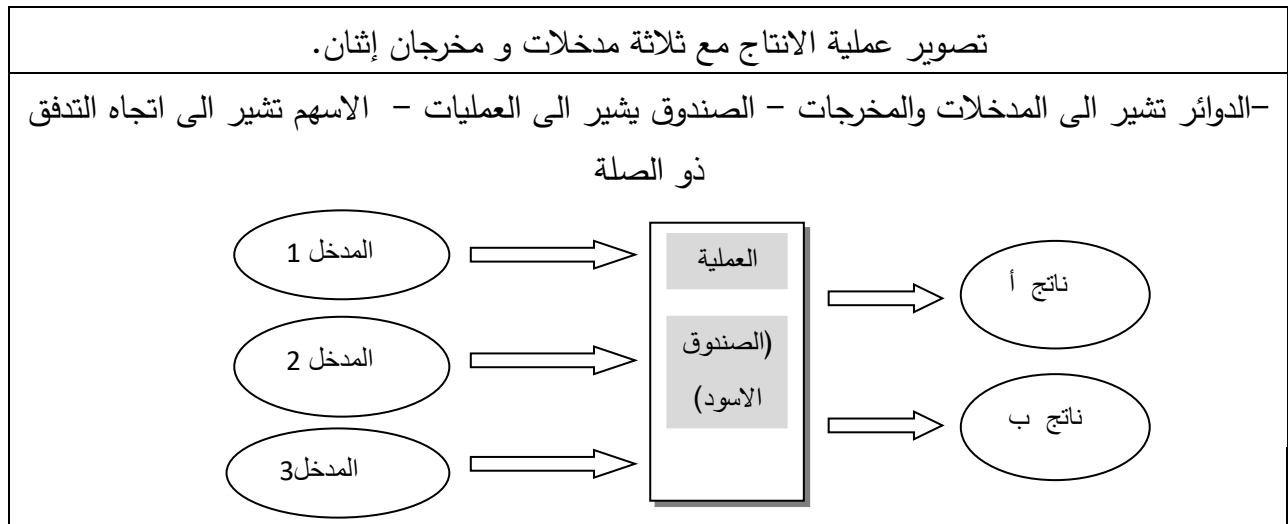 تصوير عملية الانتاج مع ثلاثة مدخلات و مخرجان إثنان.
-الدوائر تشير الى المدخلات والمخرجات - الصندوق يشير الى العمليات - الاسهم تشير الى اتجاه التدفق
ذو الصلة
المدخل 1
المدخل 2
المدخل3
العملية
(الصندوق
الاسود)
ناتج أ
ناتج ب